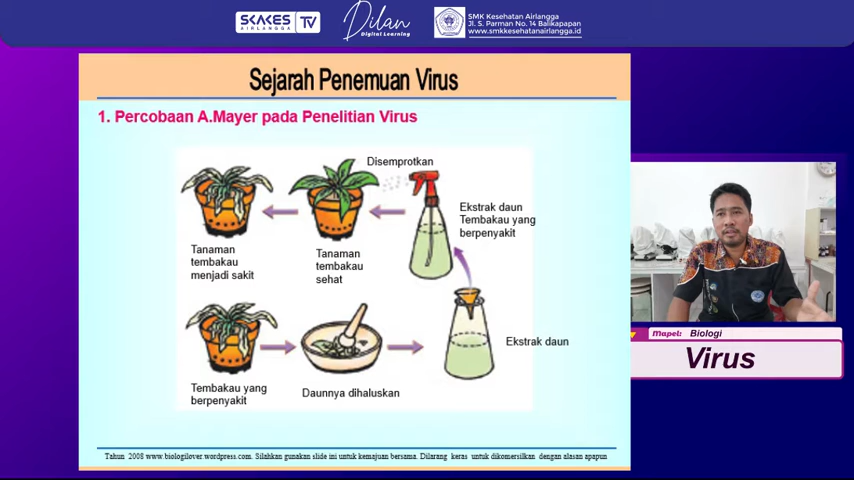 SKAKES TV
AIRLANGGA
Dilan
Digital Learning
SMK Kesehatan Airlangga
Jl. S. Parman No. 14 Balikapapan
www.smkkesehatanairlangga.id
Sejarah Penemuan Virus
1. Percobaan A.Mayer pada Penelitian Virus
Disemprotkan
Ekstrak daun
Tembakau yang
berpenyakit
Tanaman
tembakau
menjadi sakit
Tanaman
tembakau
sehat
Ekstrak daun
Tembakau yang
berpenyakit
Daunnya dihaluskan
Mapel: Biologi
Virus
Tahun 2008 www.biologilover.wordpress.com. Silahkan gunakan slide ini untuk kemajuan bersama. Dilarang keras untuk dikomersilkan dengan alasan apapun